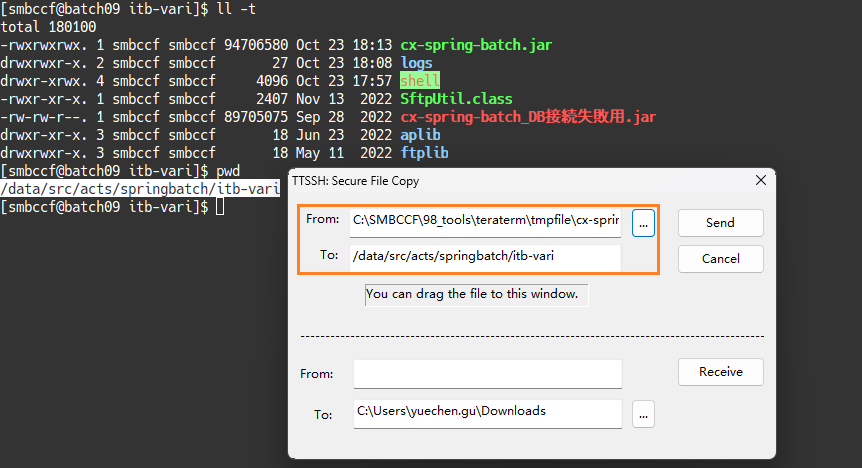 [smbccf@batch09 itb-vari]$ ll -t
total 180100
-rwxrwxrwx. 1 smbccf smbccf 94706580 Oct 23 18:13 cx-spring-batch.jar
drwxrwxr-x. 2 smbccf smbccf       27 Oct 23 18:08 logs
drwxr-xrwx. 4 smbccf smbccf     4096 Oct 23 17:57 shell
-rwxr-xr-x. 1 smbccf smbccf     2407 Nov 13  2022 SftpUtil.class
-rw-rw-r--. 1 smbccf smbccf 89705075 Sep 28  2022 cx-spring-batch_DB接続失敗用.jar
drwxr-xr-x. 3 smbccf smbccf       18 Jun 23  2022 aplib
drwxrwxr-x. 3 smbccf smbccf       18 May 11  2022 ftplib
[smbccf@batch09 itb-vari]$ pwd
/data/src/acts/springbatch/itb-vari
[smbccf@batch09 itb-vari]$
TTSSH: Secure File Copy
From: C:\SMBCCF\98_tools\teraterm\tmpfile\cx-sprir ... Send
To: /data/src/acts/springbatch/itb-vari Cancel
You can drag the file to this window.
From: Receive
To: C:\Users\yuechen.gu\Downloads ...